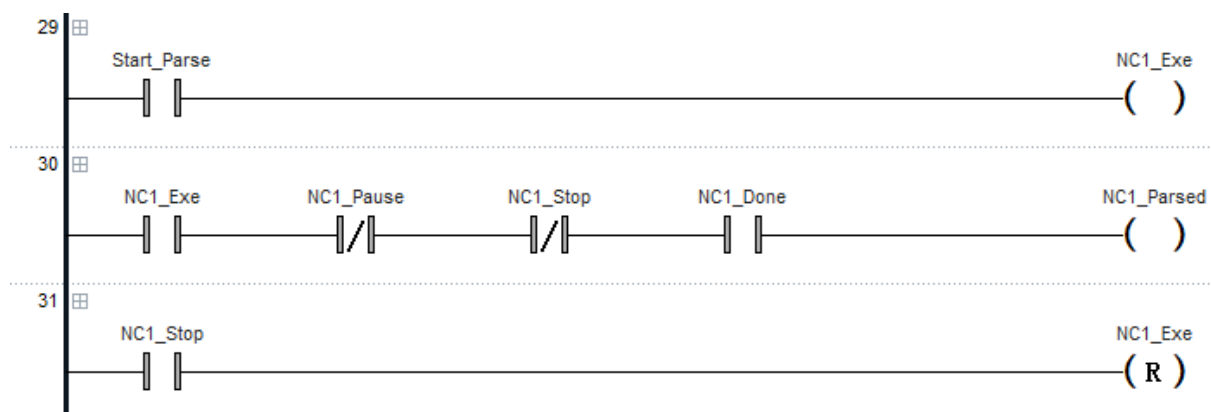 29
Start_Parse NC1_Exe
30
NC1_Exe NC1_Pause NC1_Stop NC1_Done NC1_Parsed
31
NC1_Stop NC1_Exe
R